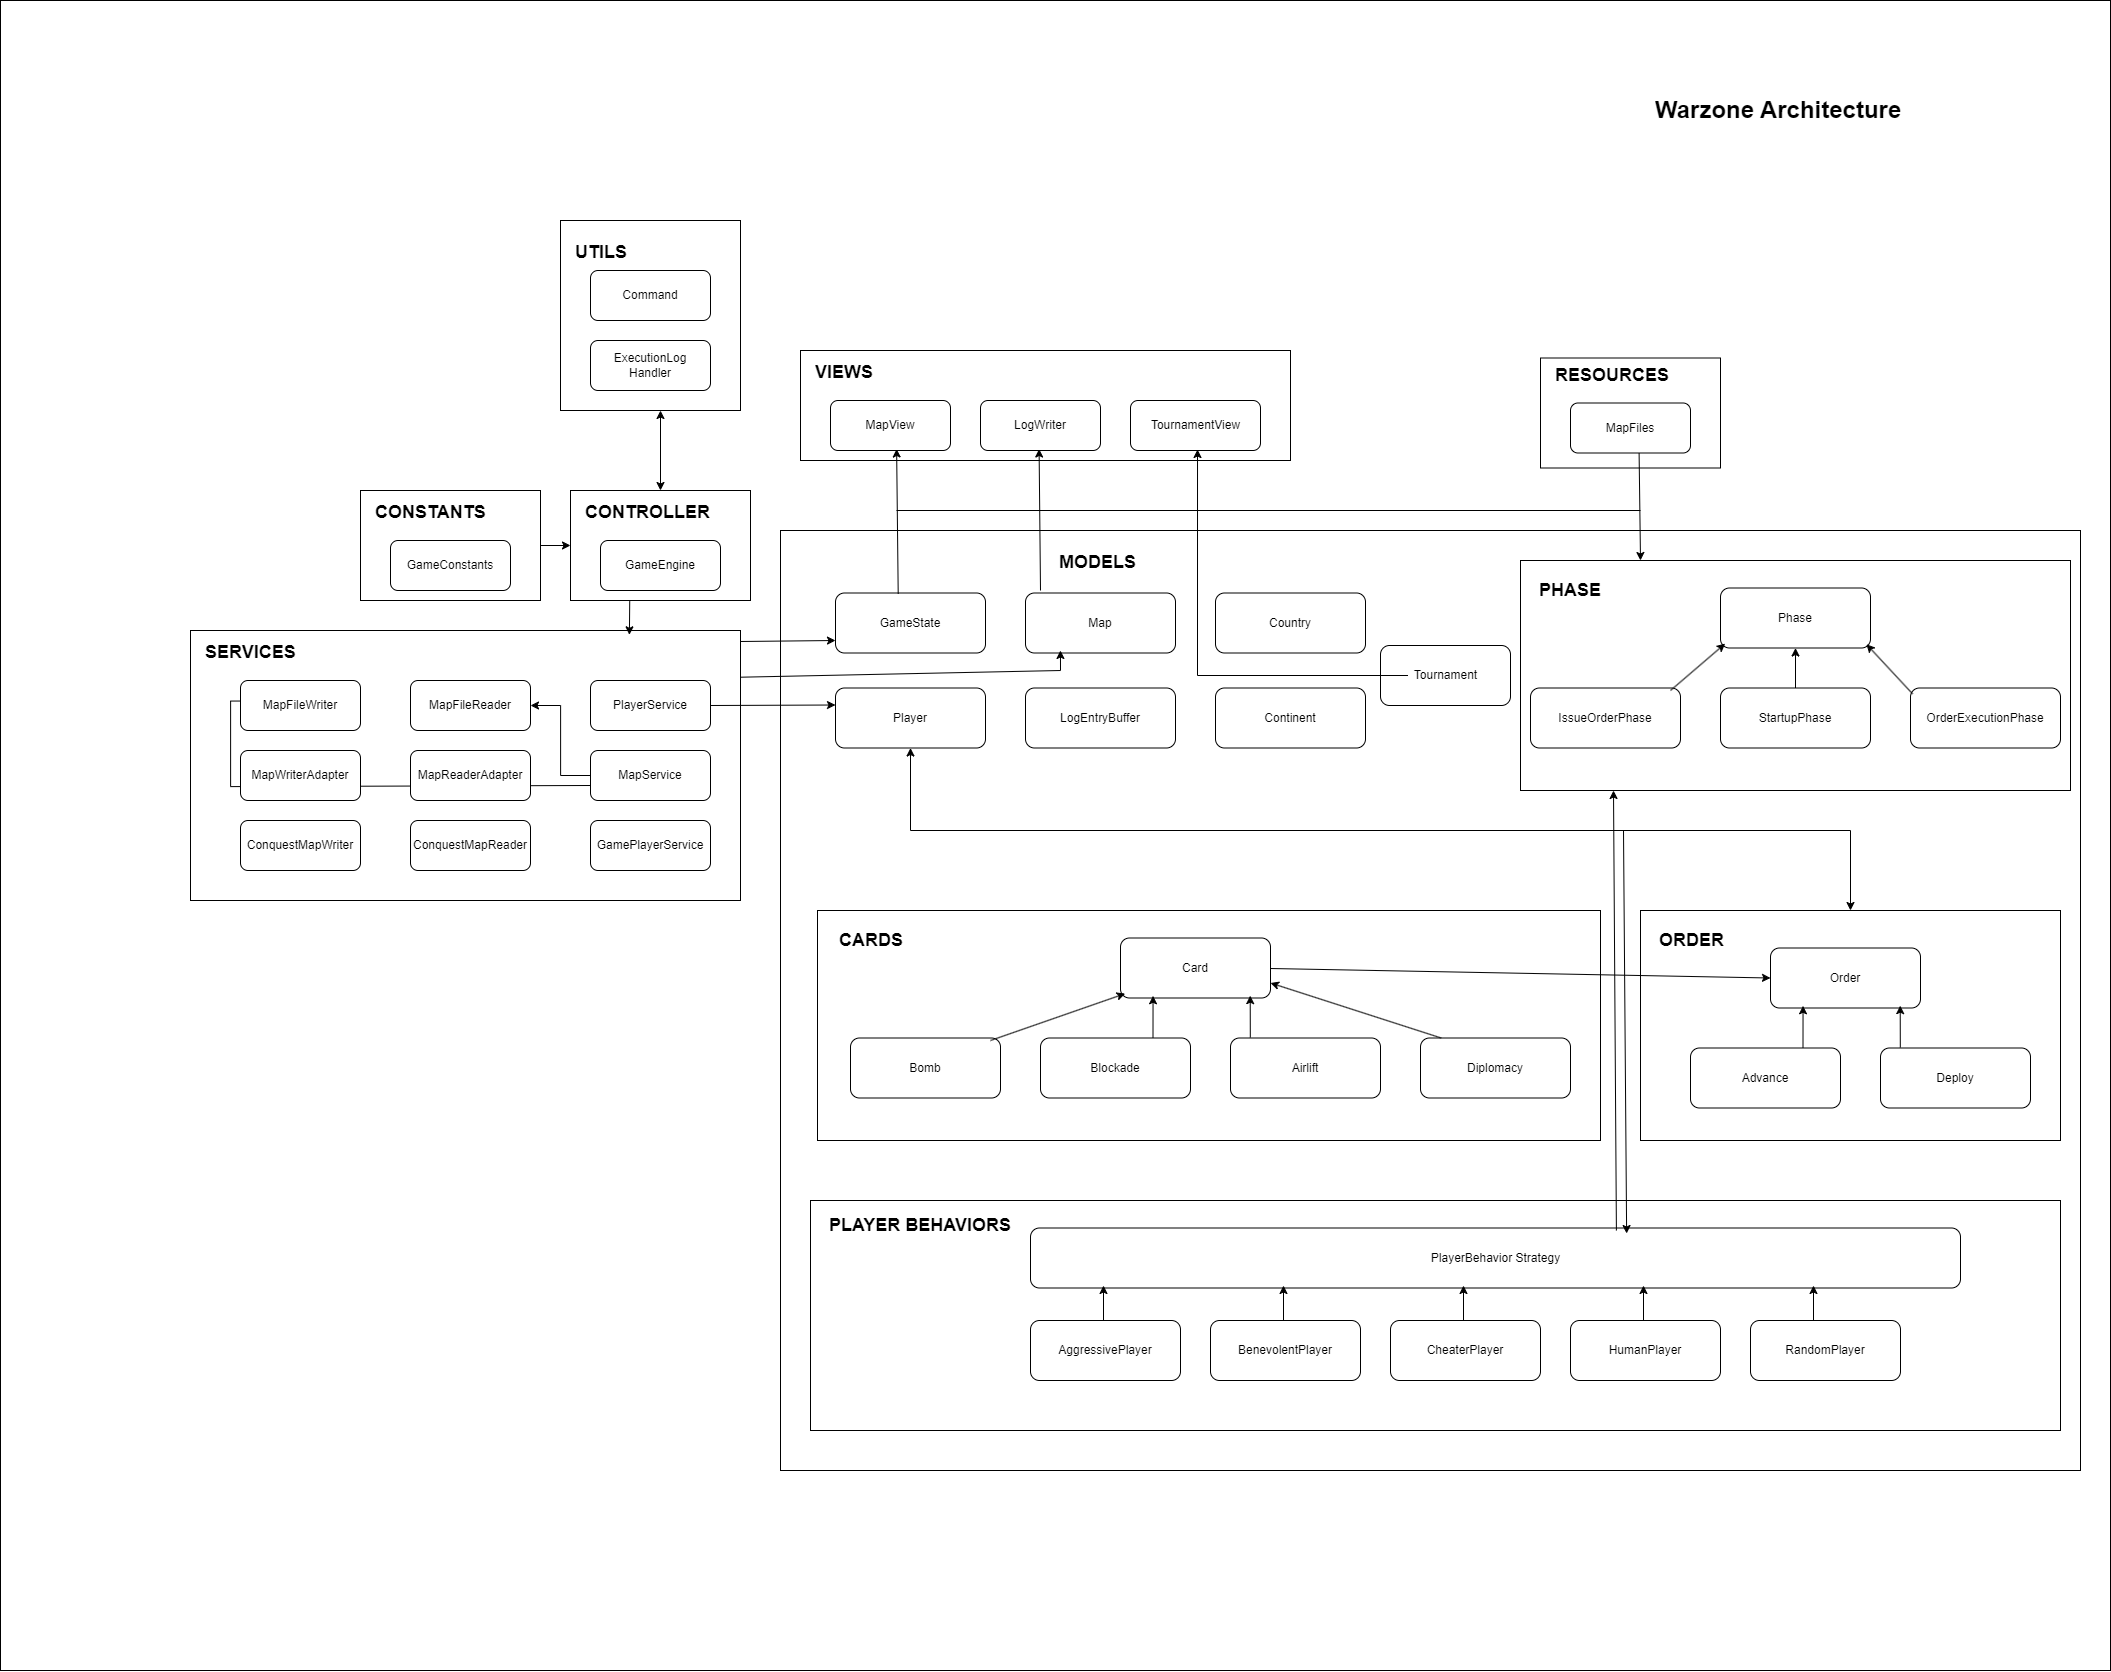 Warzone Architecture
UTILS
Command
ExecutionLog
Handler
VIEWS
MapView
LogWriter
TournamentView
RESOURCES
MapFiles
CONSTANTS
GameConstants
CONTROLLER
GameEngine
SERVICES
MapFileWriter
MapFileReader
PlayerService
MapWriterAdapter
MapReaderAdapter
MapService
ConquestMapWriter
ConquestMapReader
GamePlayerService
MODELS
GameState
Map
Country
Tournament
Player
LogEntryBuffer
Continent
PHASE
Phase
IssueOrderPhase
StartupPhase
OrderExecutionPhase
CARDS
Card
Bomb
Blockade
Airlift
Diplomacy
ORDER
Order
Advance
Deploy
PLAYER BEHAVIORS
PlayerBehavior Strategy
AggressivePlayer
BenevolentPlayer
CheaterPlayer
HumanPlayer
RandomPlayer